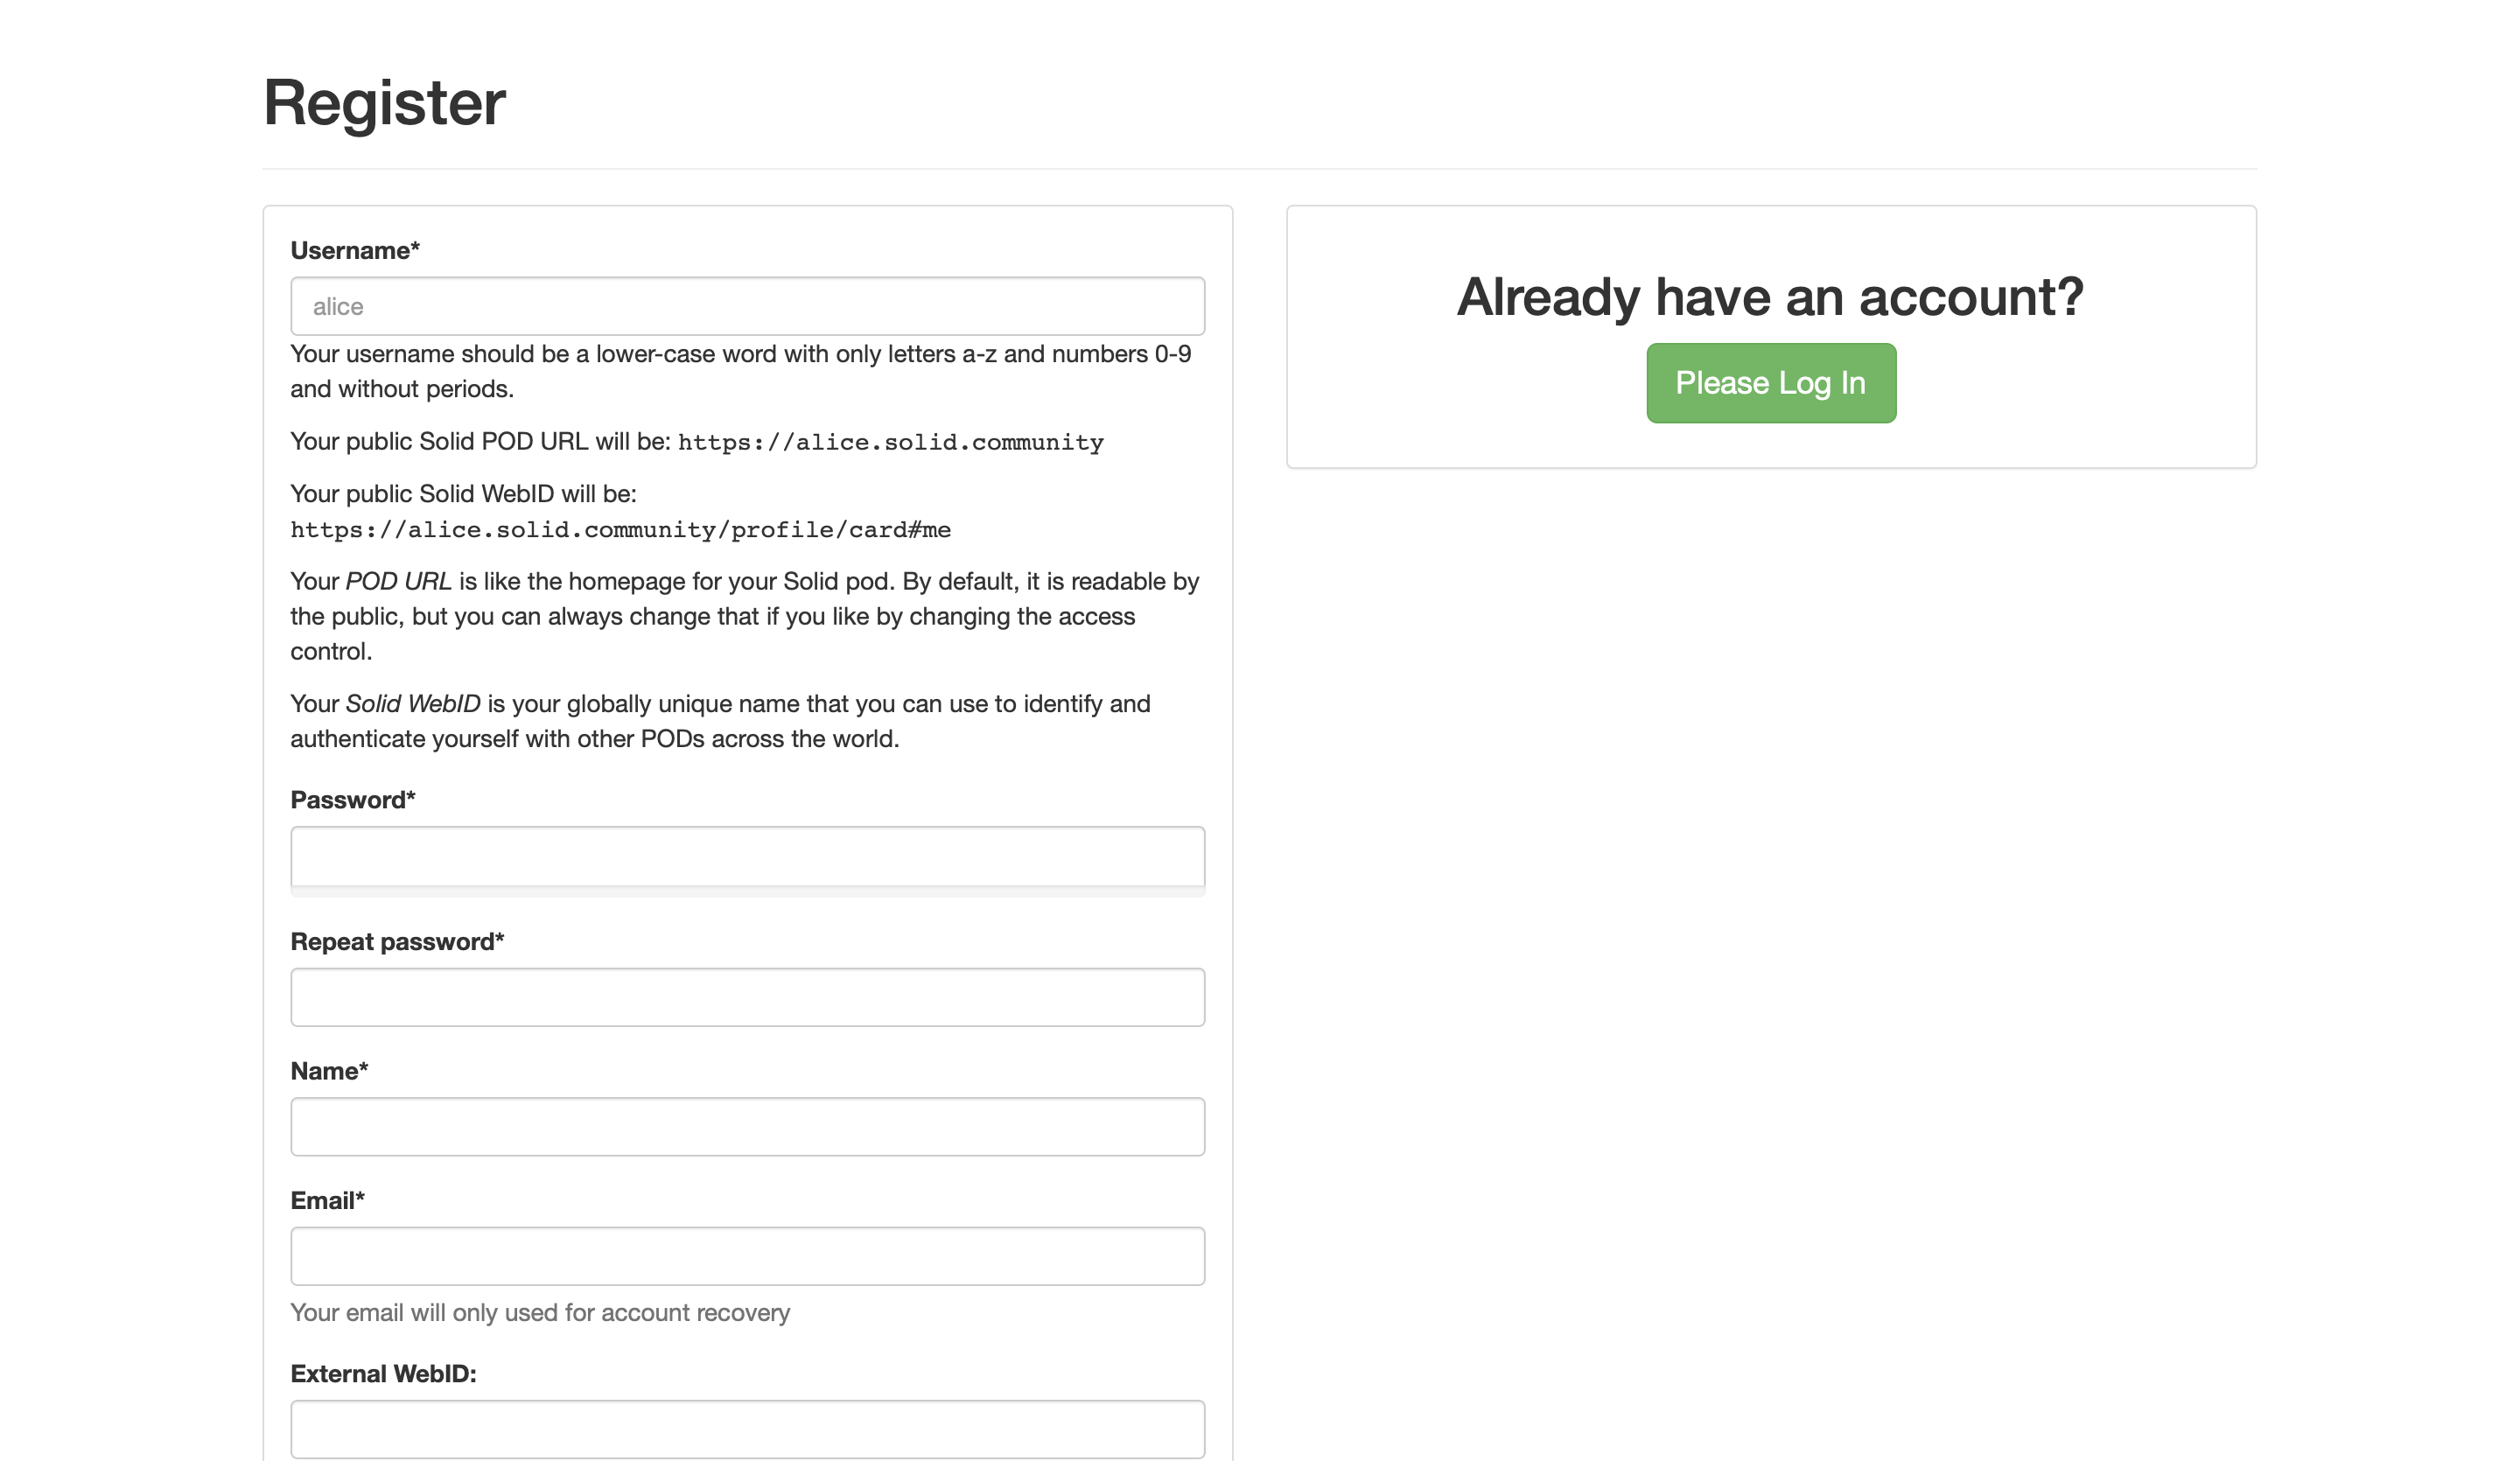 Register
Username*
alice
Your username should be a lower-case word with only letters a-z and numbers 0-9
and without periods.
Your public Solid POD URL will be: https://alice.solid.community
Your public Solid WebID will be:
https://alice.solid.community/profile/card#me
Your POD URL is like the homepage for your Solid pod. By default, it is readable by
the public, but you can always change that if you like by changing the access
control.
Your Solid WebID is your globally unique name that you can use to identify and
authenticate yourself with other PODs across the world.
Password*
Repeat password*
Name*
Email*
Your email will only used for account recovery
External WebID:
Already have an account?
Please Log In